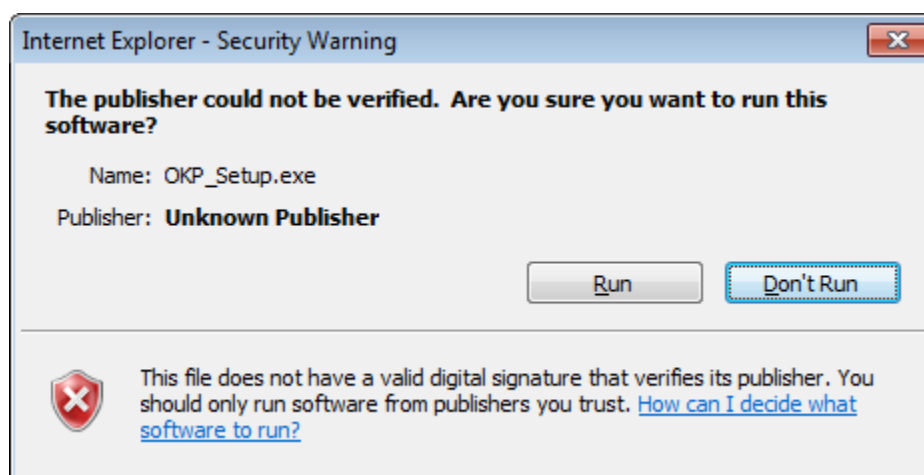 Internet Explorer - Security Warning
The publisher could not be verified.  Are you sure you want to run this
software?
Name: OKP_Setup.exe
Publisher: Unknown Publisher
Run
Don't Run
This file does not have a valid digital signature that verifies its publisher. You
should only run software from publishers you trust. How can I decide what
software to run?